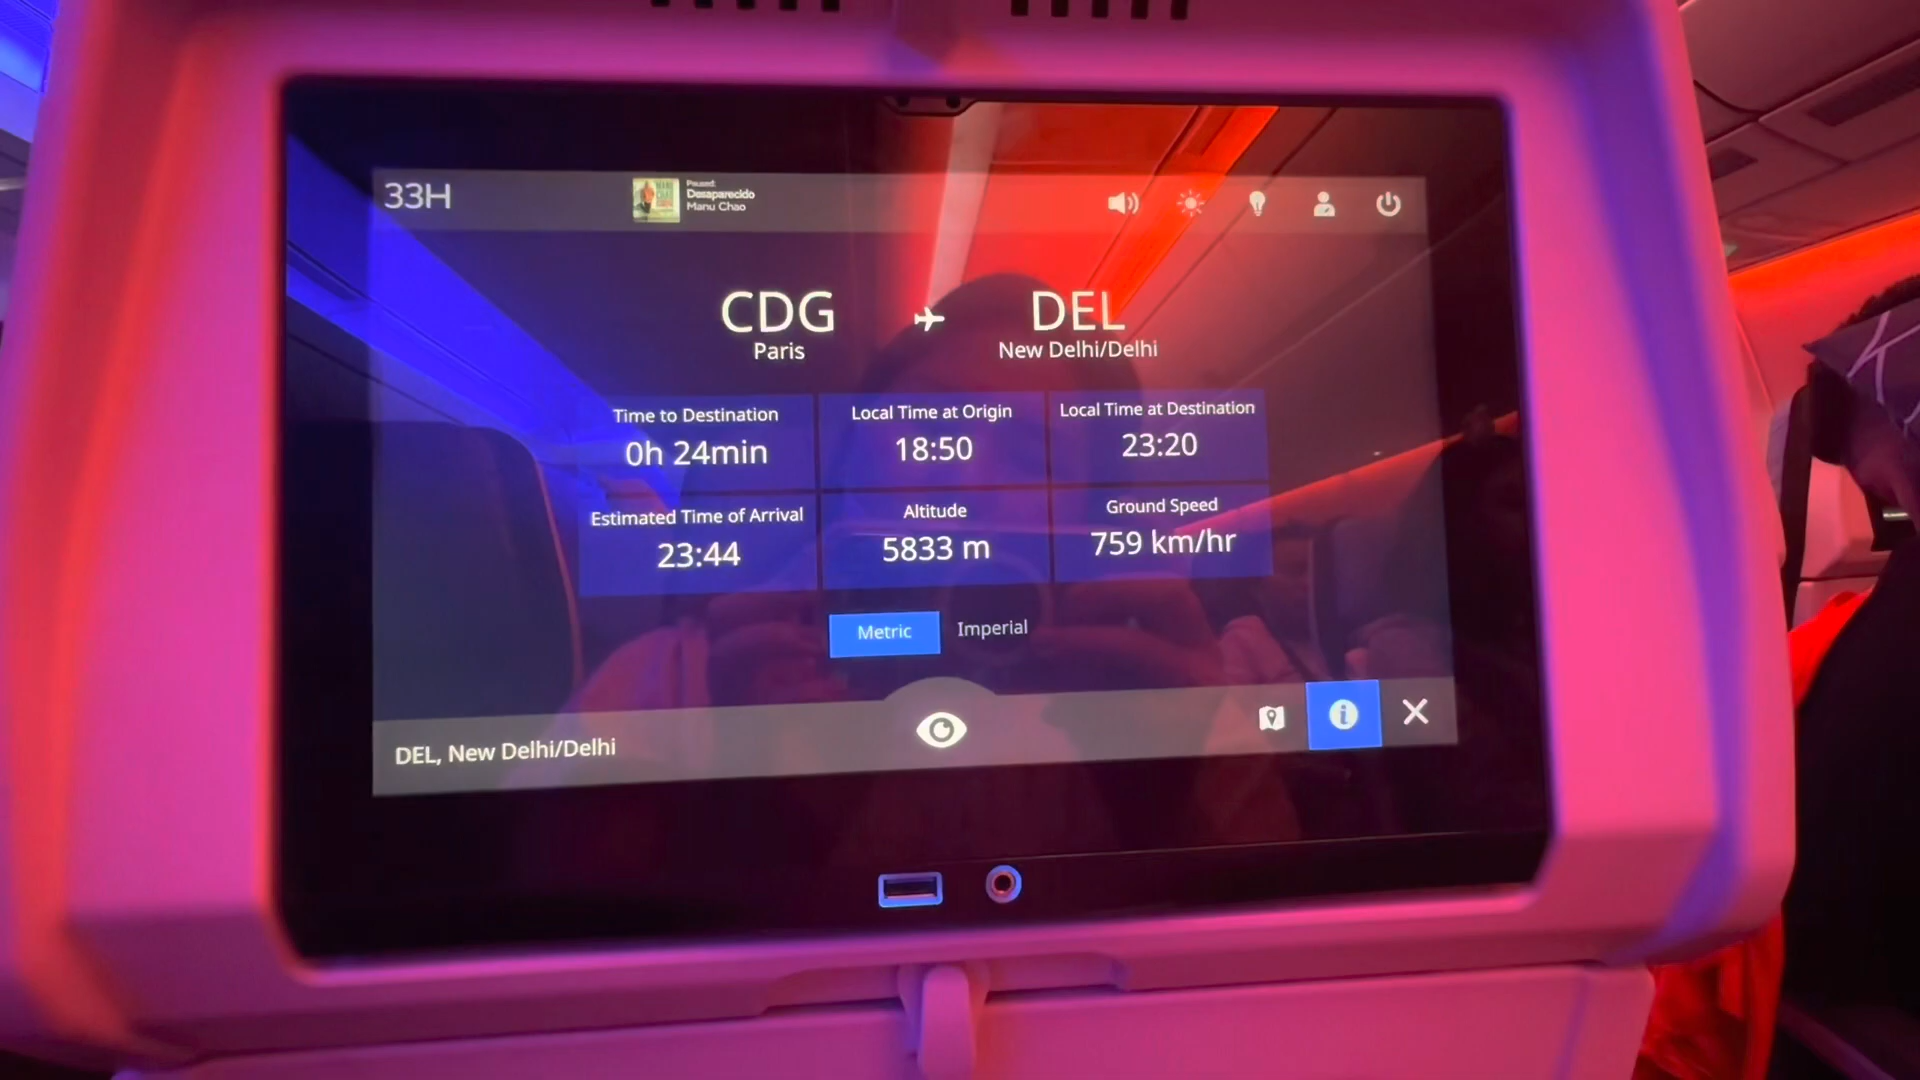 33H
Paused:
Desaparecido
Manu Chao
CDG
Paris
DEL
New Delhi/Delhi
Time to Destination
0h 24min
Local Time at Origin
18:50
Local Time at Destination
23:20
Estimated Time of Arrival
23:44
Altitude
5833 m
Ground Speed
759 km/hr
Metric
Imperial
DEL, New Delhi/Delhi